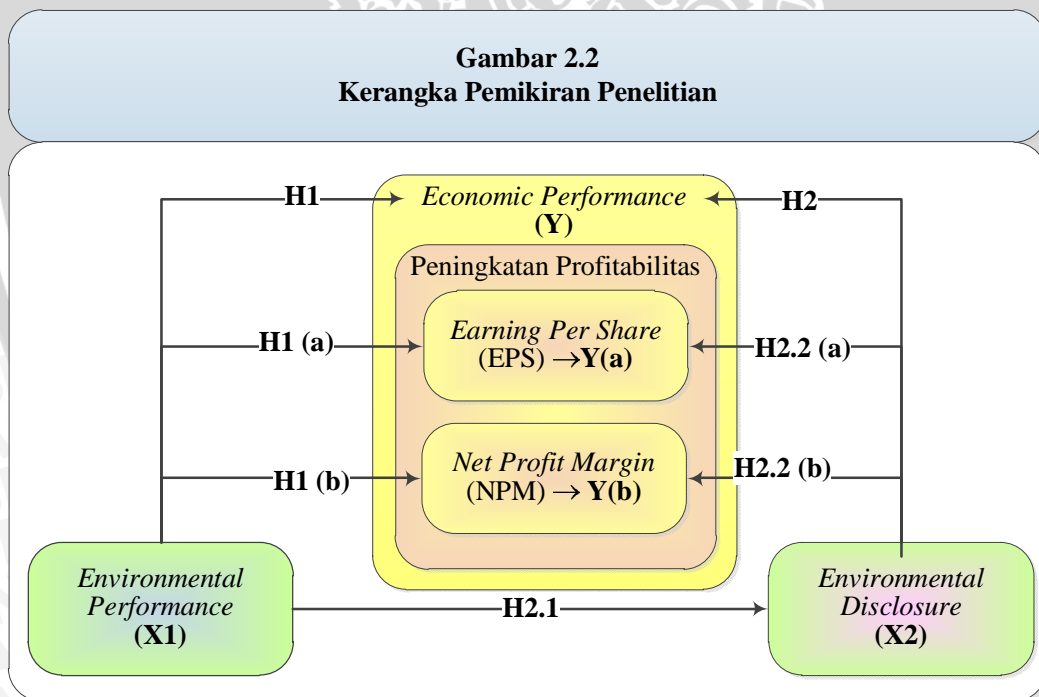 Gambar 2.2
Kerangka Pemikiran Penelitian
H1
Economic Performance
(Y)
H2
Peningkatan Profitabilitas
H1 (a)
Earning Per Share
(EPS) →Y(a)
H2.2 (a)
H1 (b)
Net Profit Margin
(NPM) → Y(b)
H2.2 (b)
Environmental
Performance
(X1)
H2.1
Environmental
Disclosure
(X2)